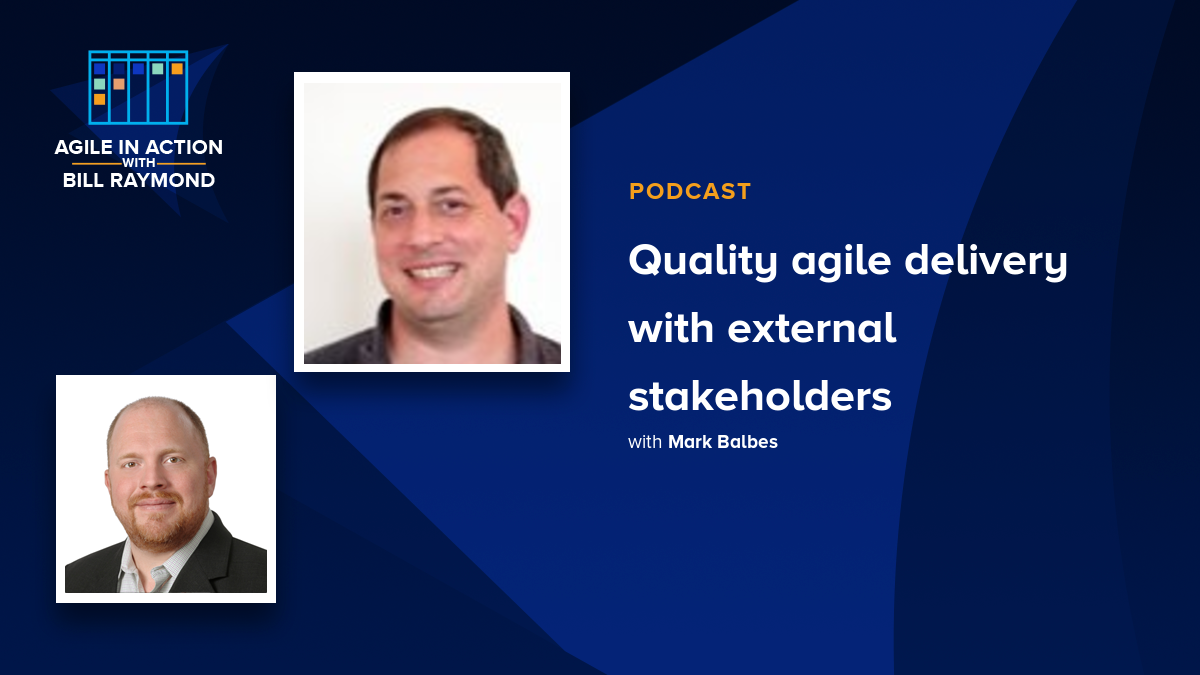 AGILE IN ACTION
WITH
BILL RAYMOND
PODCAST
Quality agile delivery
with external
stakeholders
with Mark Balbes